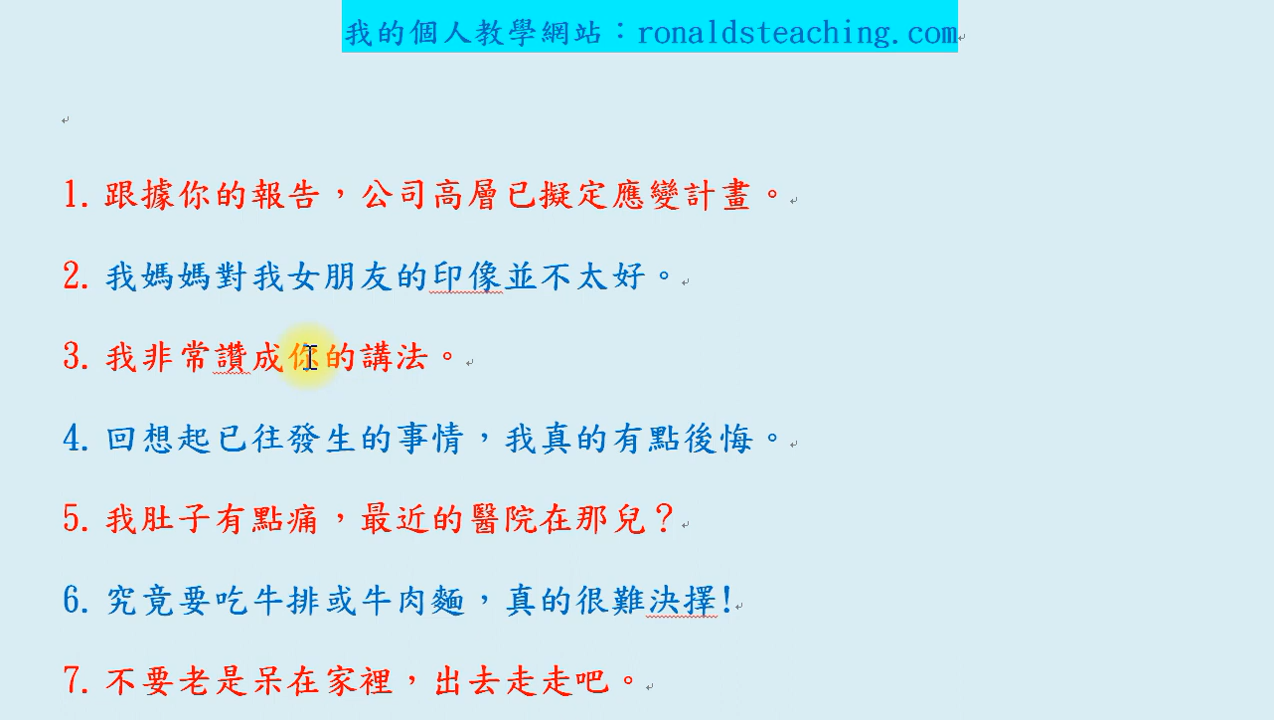 我的個人教學網站：ronaldsteaching.com
1. 跟據你的報告，公司高層已擬定應變計畫。
2. 我媽媽對我女朋友的印像並不太好。
3. 我非常讚成你的講法。
4. 回想起已往發生的事情，我真的有點後悔。
5. 我肚子有點痛，最近的醫院在那兒？
6. 究竟要吃牛排或牛肉麵，真的很難決擇!
7. 不要老是呆在家裡，出去走走吧。